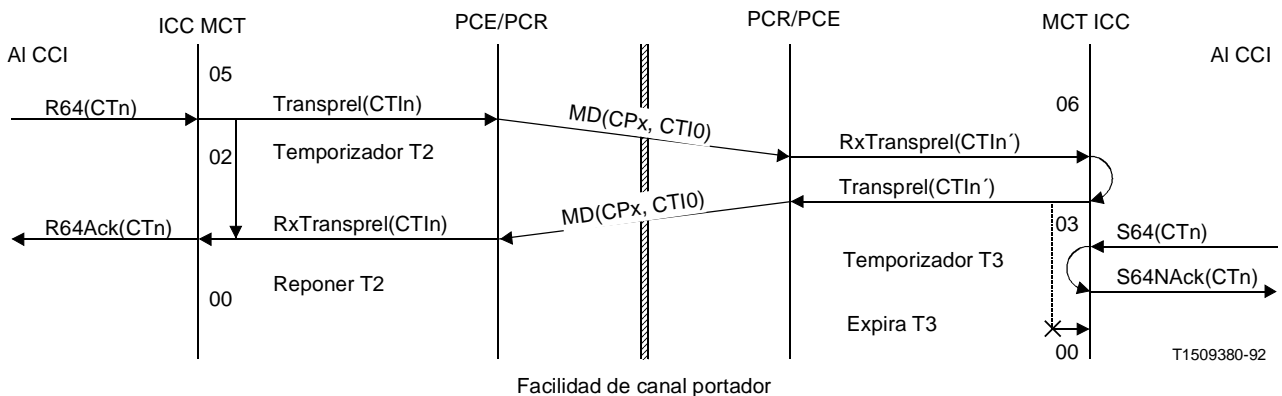 ICC MCT
PCE/PCR
PCR/PCE
MCT ICC
Al CCI
Al CCI
05
R64(CTn)
Transprel(CTIn)
MD(CPx, CTI0)
06
02
Temporizador T2
RxTransprel(CTIn´)
Transprel(CTIn´)
R64Ack(CTn)
RxTransprel(CTIn)
MD(CPx, CTI0)
03
S64(CTn)
Temporizador T3
Reponer T2
S64NAck(CTn)
00
Expira T3
00
T1509380-92
Facilidad de canal portador